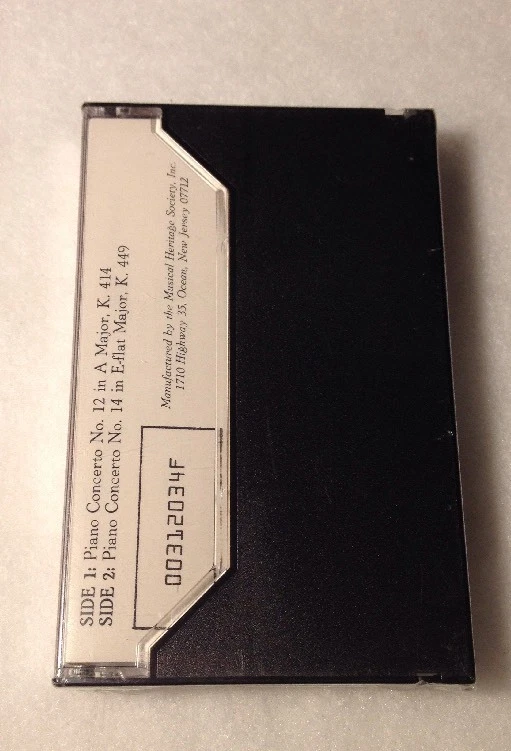 SIDE 1: Piano Concerto No. 12 in A Major, K. 414
SIDE 2: Piano Concerto No. 14 in E-flat Major, K. 449
Manufactured by the Musical Heritage Society, Inc.
1710 Highway 35, Ocean, New Jersey 07712
00312034F